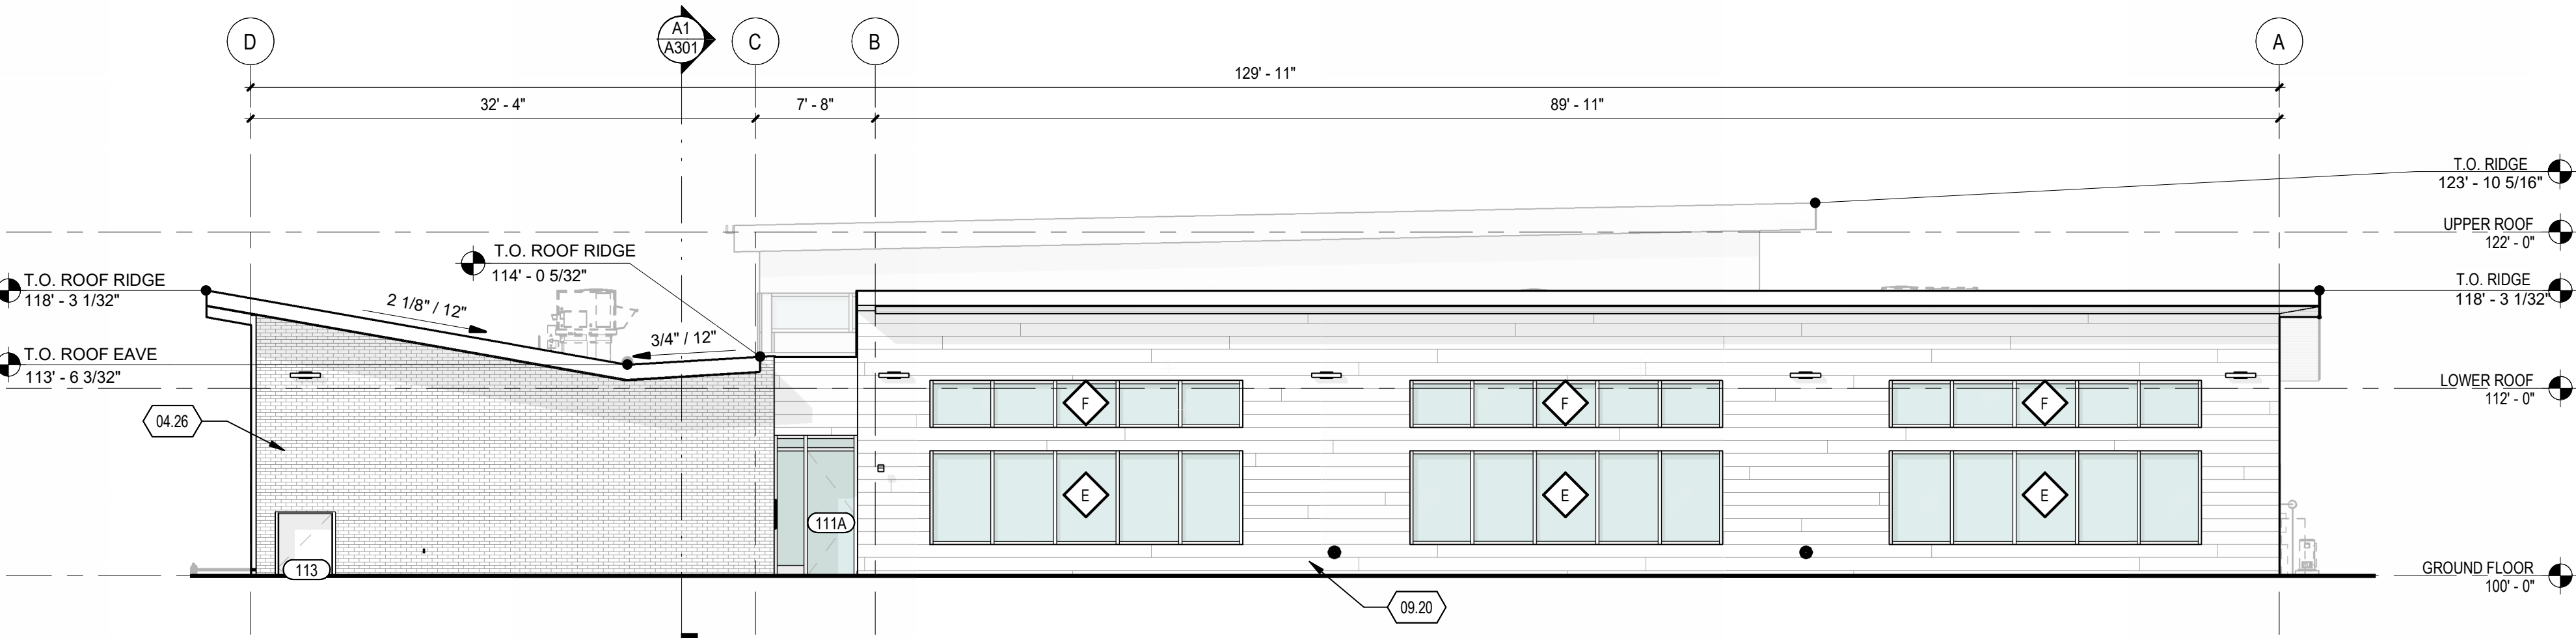 D
A1
A301
C
B
A
129' - 11"
32' - 4"
7' - 8"
89' - 11"
T.O. RIDGE
123' - 10 5/16"
UPPER ROOF
122' - 0"
T.O. ROOF RIDGE
114' - 0 5/32"
T.O. ROOF RIDGE
118' - 3 1/32"
2 1/8" / 12"
T.O. RIDGE
118' - 3 1/32"
3/4" / 12"
T.O. ROOF EAVE
113' - 6 3/32"
LOWER ROOF
112' - 0"
F
F
F
04.26
E
E
E
111A
113
GROUND FLOOR
100' - 0"
09.20